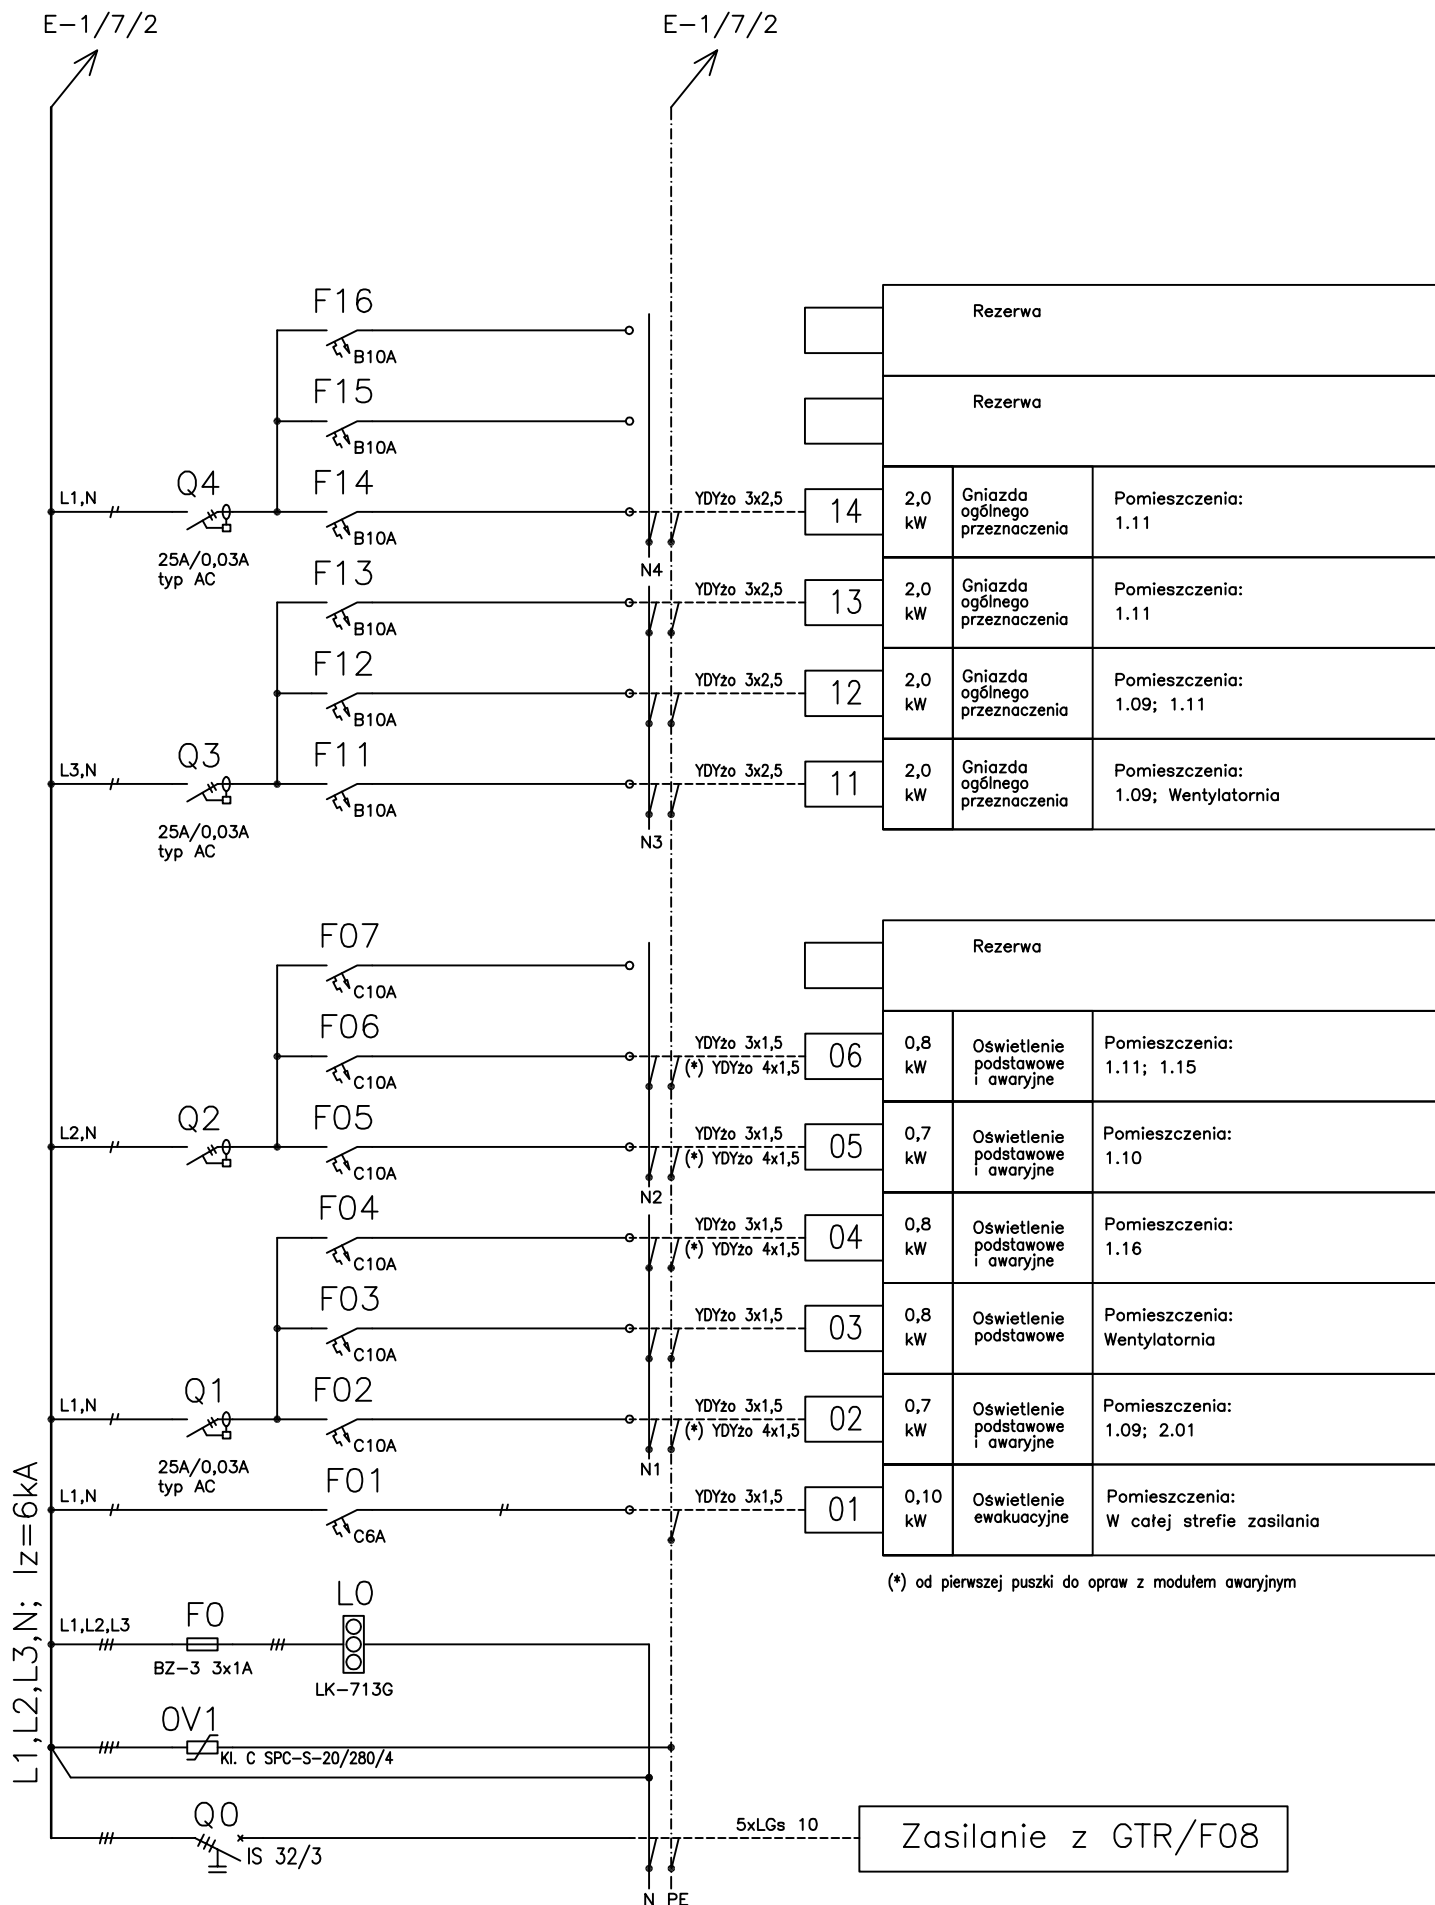 E-1/7/2
E-1/7/2
F16
B10A
Rezerwa
F15
B10A
Rezerwa
L1,N
Q4
25A/0,03A
typ AC
F14
B10A
N4
YDYżo 3x2,5
14
2,0
kW
Gniazda
ogólnego
przeznaczenia
Pomieszczenia:
1.11
F13
B10A
YDYżo 3x2,5
13
2,0
kW
Gniazda
ogólnego
przeznaczenia
Pomieszczenia:
1.11
F12
B10A
YDYżo 3x2,5
12
2,0
kW
Gniazda
ogólnego
przeznaczenia
Pomieszczenia:
1.09; 1.11
L3,N
Q3
25A/0,03A
typ AC
F11
B10A
N3
YDYżo 3x2,5
11
2,0
kW
Gniazda
ogólnego
przeznaczenia
Pomieszczenia:
1.09; Wentylatornia
F07
C10A
Rezerwa
F06
C10A
YDYżo 3x1,5
(*) YDYżo 4x1,5
06
0,8
kW
Oświetlenie
podstawowe
i awaryjne
Pomieszczenia:
1.11; 1.15
L2,N
Q2
F05
C10A
N2
YDYżo 3x1,5
(*) YDYżo 4x1,5
05
0,7
kW
Oświetlenie
podstawowe
i awaryjne
Pomieszczenia:
1.10
F04
C10A
YDYżo 3x1,5
(*) YDYżo 4x1,5
04
0,8
kW
Oświetlenie
podstawowe
i awaryjne
Pomieszczenia:
1.16
F03
C10A
YDYżo 3x1,5
03
0,8
kW
Oświetlenie
podstawowe
Pomieszczenia:
Wentylatornia
L1,N
Q1
25A/0,03A
typ AC
F02
C10A
N1
YDYżo 3x1,5
(*) YDYżo 4x1,5
02
0,7
kW
Oświetlenie
podstawowe
i awaryjne
Pomieszczenia:
1.09; 2.01
L1,N
F01
C6A
YDYżo 3x1,5
01
0,10
kW
Oświetlenie
ewakuacyjne
Pomieszczenia:
W całej strefie zasilania
(*) od pierwszej puszki do opraw z modułem awaryjnym
L1,L2,L3,N; Iz=6kA
L1,L2,L3
F0
BZ-3 3x1A
L0
LK-713G
OV1
Kl. C SPC-S-20/280/4
Q0
IS 32/3
5xLGs 10
Zasilanie z GTR/F08
N PE